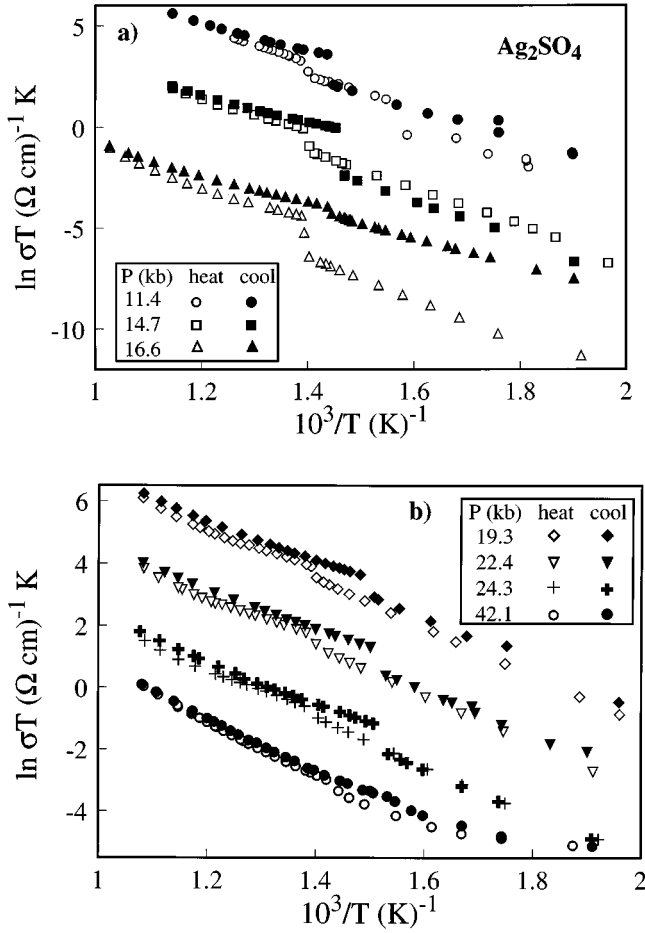 a)
Ag₂SO₄
5
0
-5
-10
ln σT (Ω cm)⁻¹ K
P (kb) heat cool
11.4
14.7
16.6
1 1.2 1.4 1.6 1.8 2
10³/T (K)⁻¹
b)
6
4
2
0
-2
-4
ln σT (Ω cm)⁻¹ K
P (kb) heat cool
19.3
22.4
24.3
42.1
1 1.2 1.4 1.6 1.8 2
10³/T (K)⁻¹